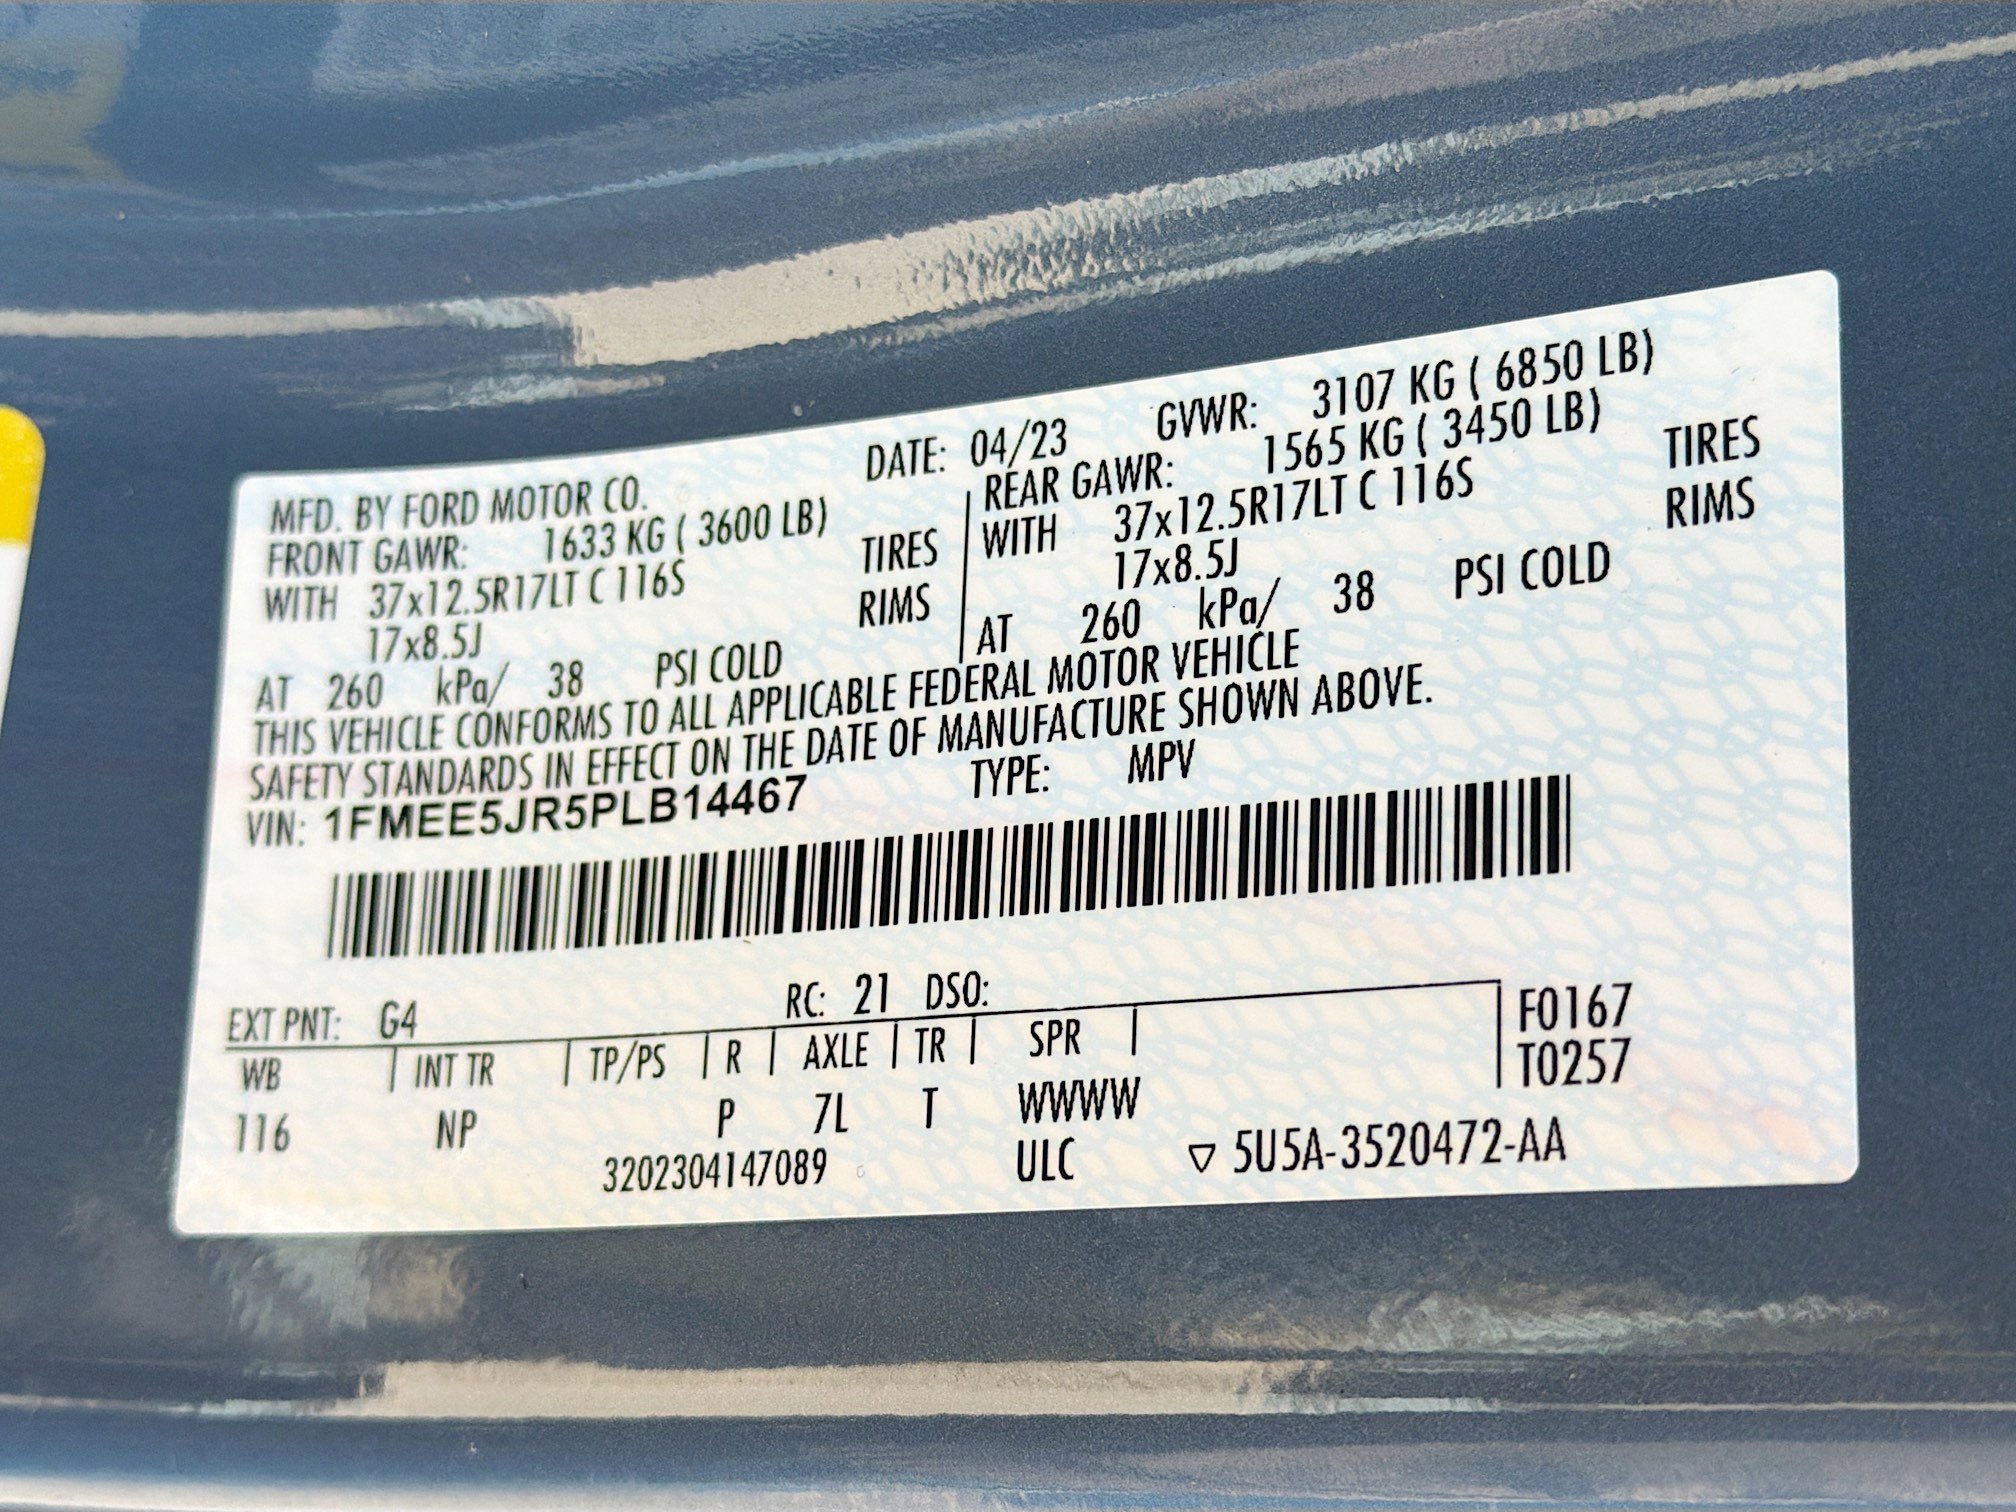 MFD. BY FORD MOTOR CO. DATE: 04/23 GVWR: 3107 KG ( 6850 LB)
FRONT GAWR: 1633 KG ( 3600 LB)
WITH 37x12.5R17LT C 116S TIRES
17x8.5J RIMS
AT 260 kPa/ 38 PSI COLD
REAR GAWR: 1565 KG ( 3450 LB)
WITH 37x12.5R17LT C 116S TIRES
17x8.5J RIMS
AT 260 kPa/ 38 PSI COLD
THIS VEHICLE CONFORMS TO ALL APPLICABLE FEDERAL MOTOR VEHICLE
SAFETY STANDARDS IN EFFECT ON THE DATE OF MANUFACTURE SHOWN ABOVE.
VIN: 1FMEE5JR5PLB14467 TYPE: MPV
EXT PNT: G4 RC: 21 DSO:
WB | INT TR | TP/PS | R | AXLE | TR | SPR |
116 NP P 7L T WWWW
F0167
T0257
3202304147089 ULC ▽ 5U5A-3520472-AA